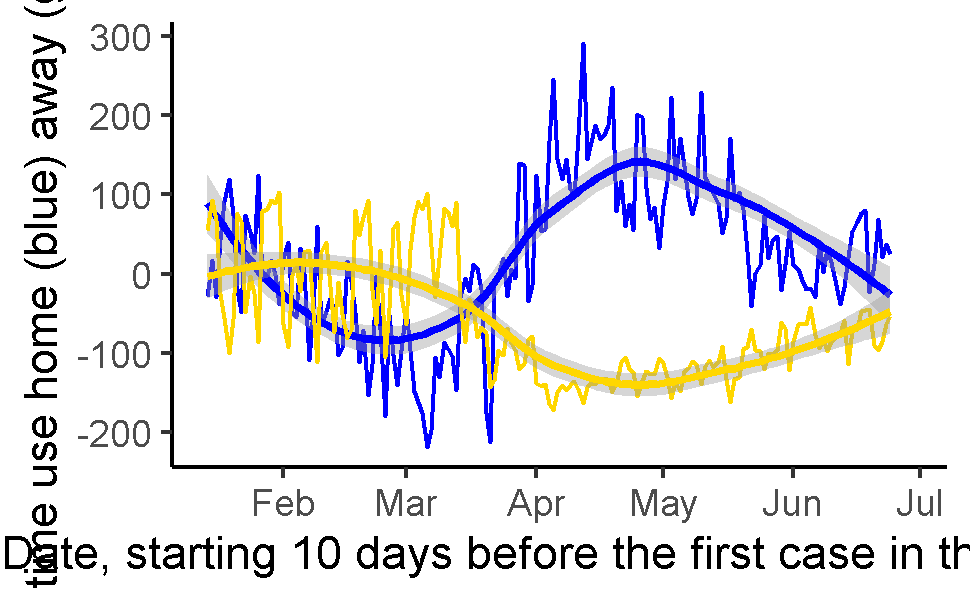 time use home (blue) away (
300
200
100
0
-100
-200
Feb Mar Apr May Jun Jul
Date, starting 10 days before the first case in th